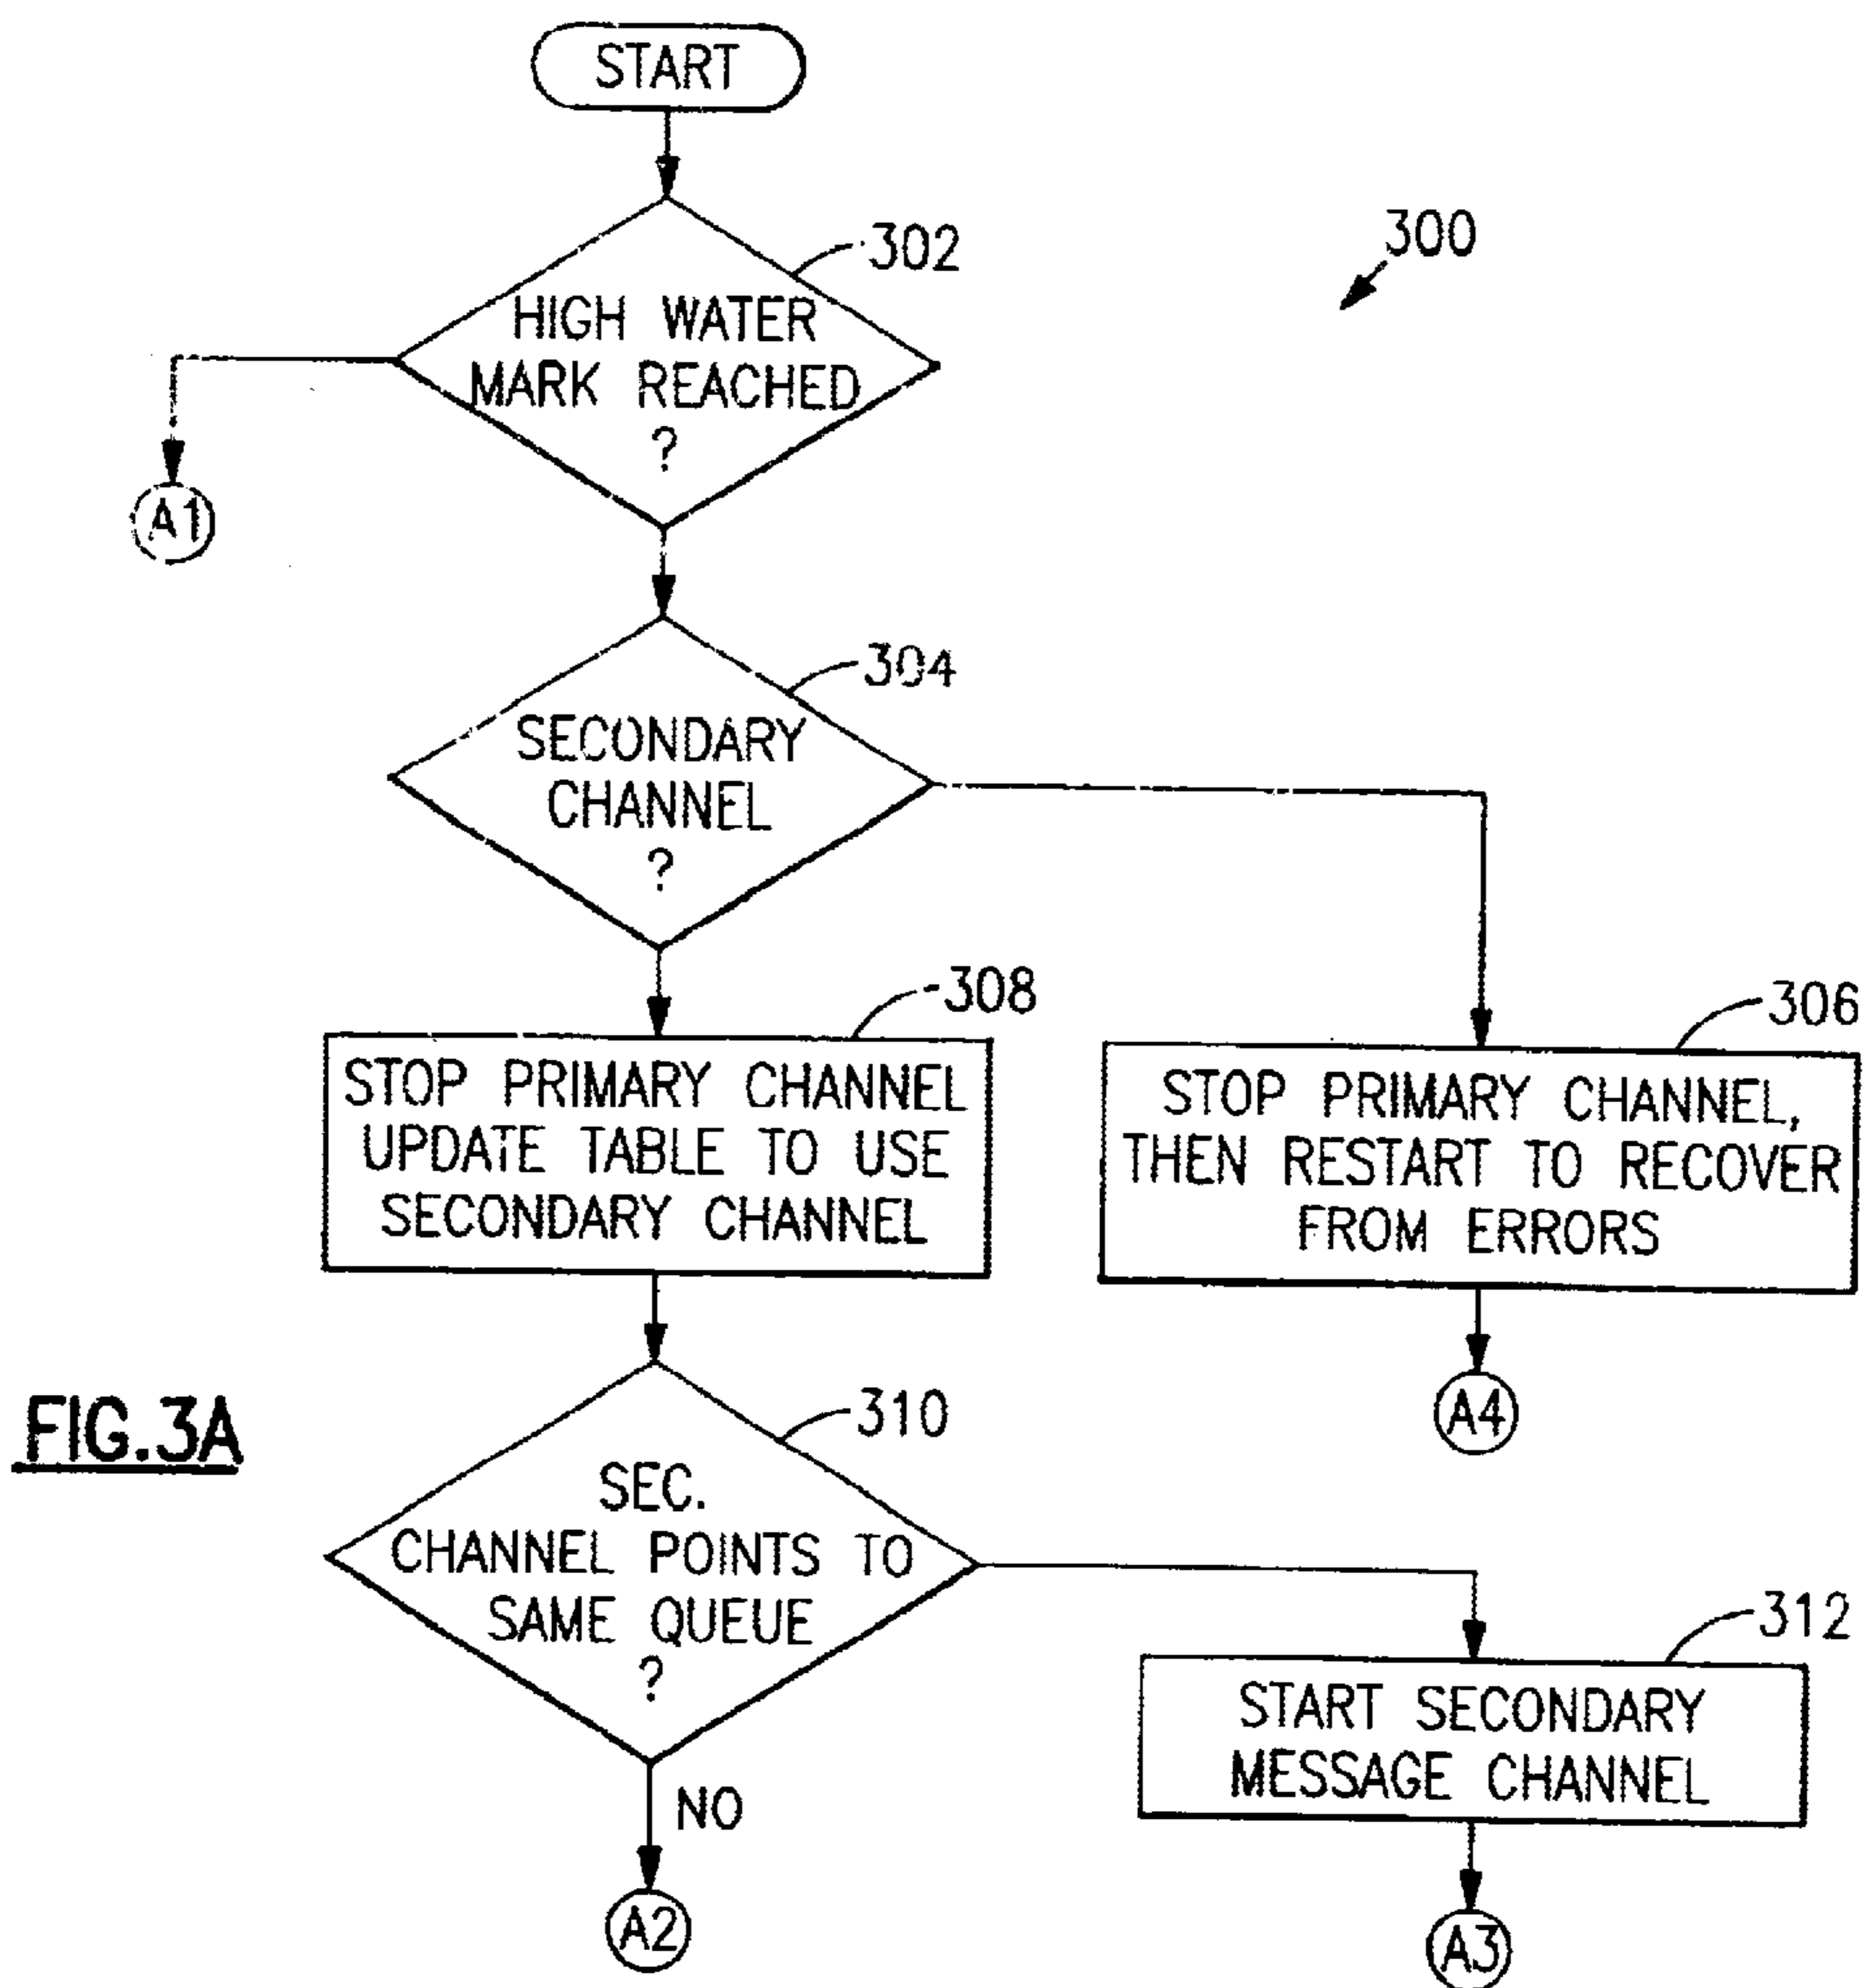 START
302
300
HIGH WATER
MARK REACHED
?
A1
304
SECONDARY
CHANNEL
?
308
306
STOP PRIMARY CHANNEL
UPDATE TABLE TO USE
SECONDARY CHANNEL
STOP PRIMARY CHANNEL,
THEN RESTART TO RECOVER
FROM ERRORS
A4
FIG.3A
310
SEC.
CHANNEL POINTS TO
SAME QUEUE
?
312
START SECONDARY
MESSAGE CHANNEL
NO
A2
A3